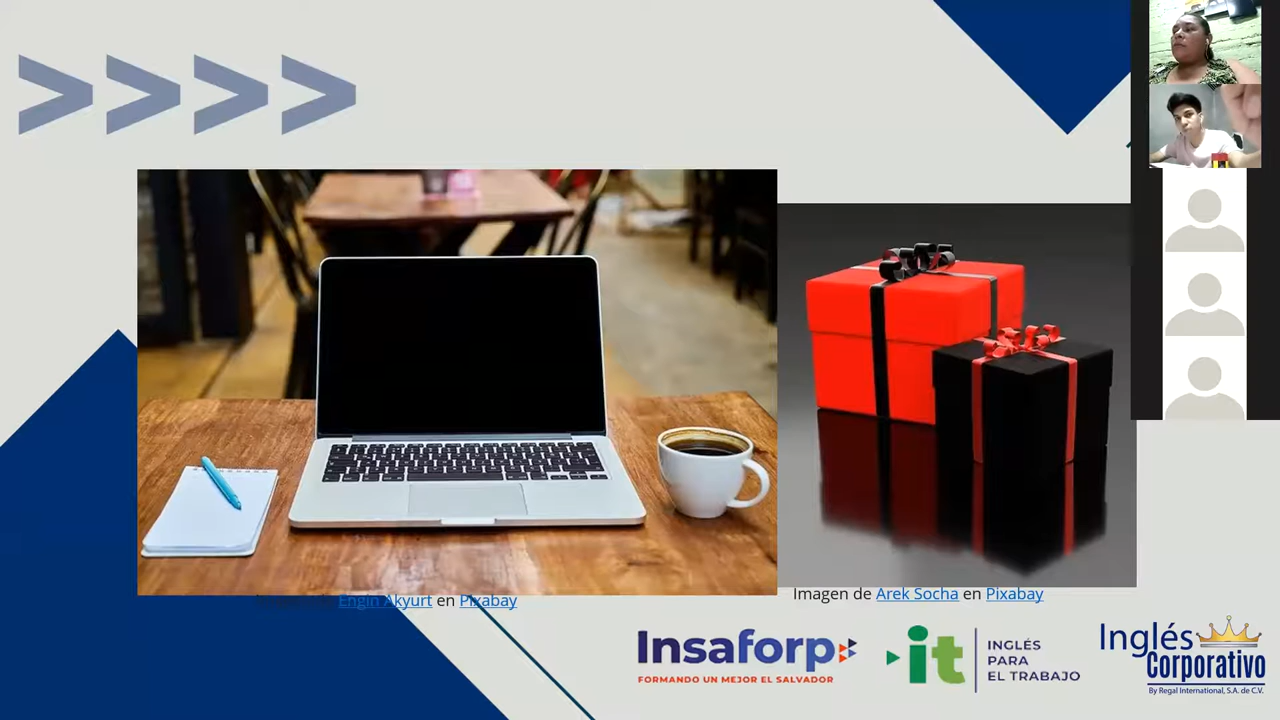 Engin Akyurt en Pixabay
Imagen de Arek Socha en Pixabay
Insaforp
FORMANDO UN MEJOR EL SALVADOR
it
INGLÉS
PARA
EL TRABAJO
Inglés
Corporativo
By Regal International, S.A. de C.V.